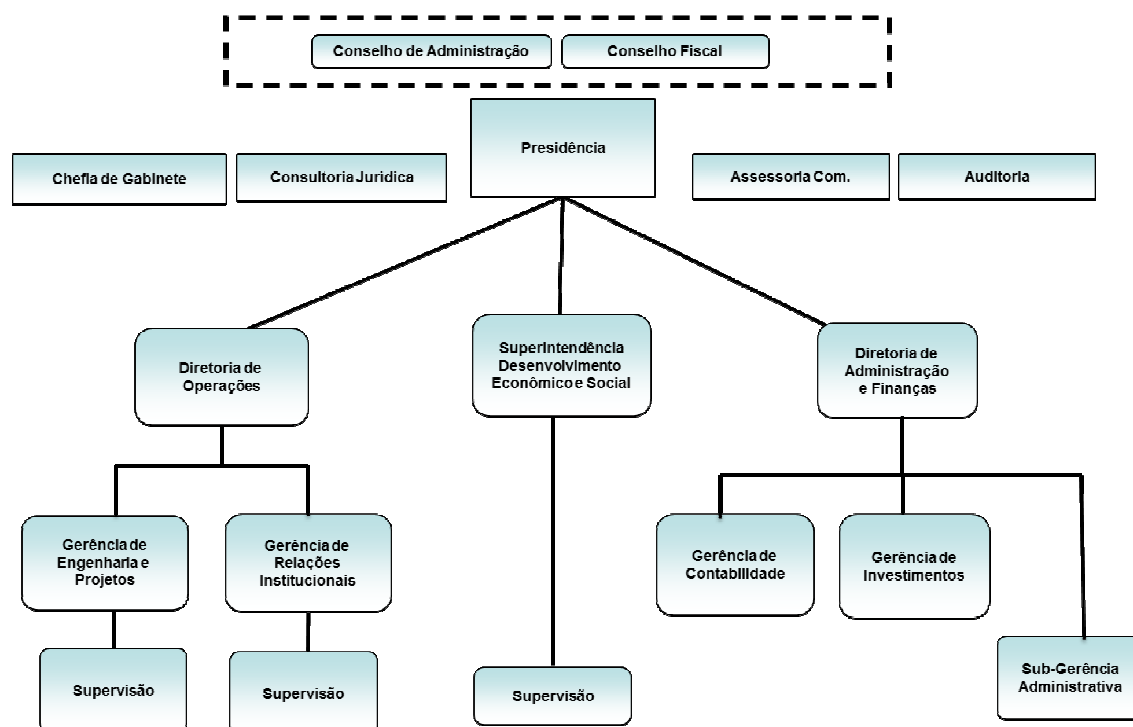 Conselho de Administração
Conselho Fiscal
Presidência
Chefia de Gabinete
Consultoria Juridica
Assessoria Com.
Auditoria
Diretoria de
Operações
Superintendência
Desenvolvimento
Econômico e Social
Diretoria de
Administração
e Finanças
Gerência de
Engenharia e
Projetos
Gerência de
Relações
Institucionais
Gerência de
Contabilidade
Gerência de
Investimentos
Supervisão
Supervisão
Supervisão
Sub-Gerência
Administrativa